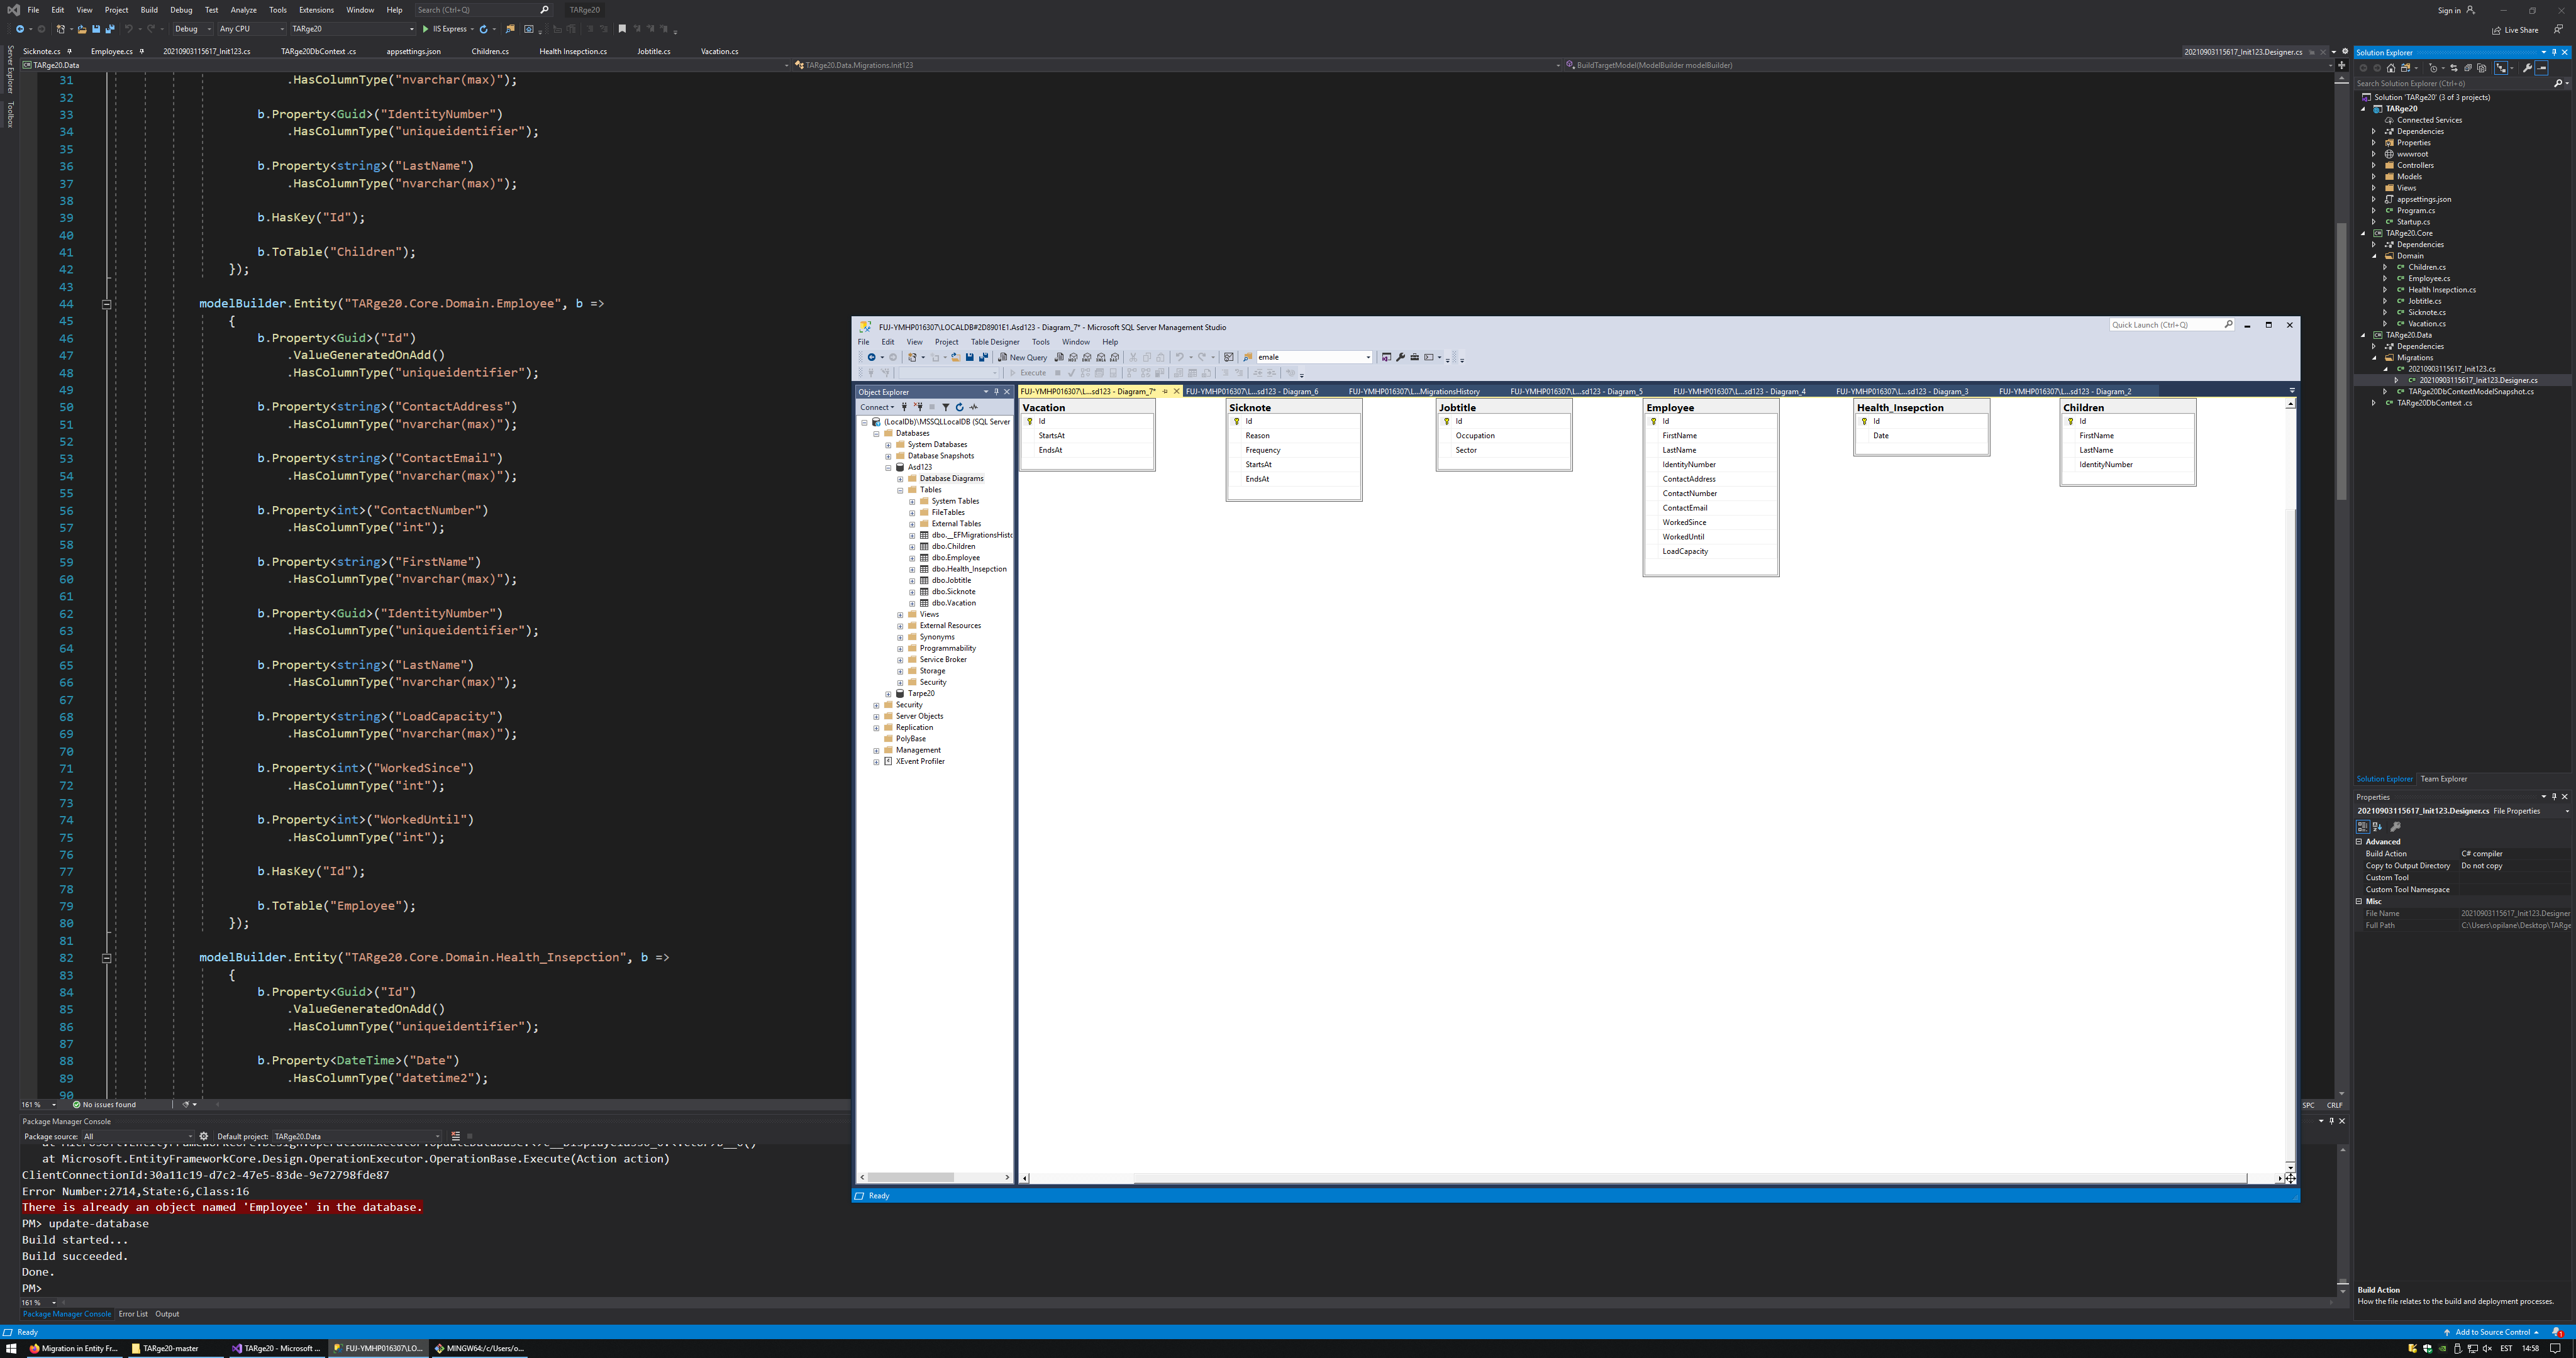 File Edit View Project Build Debug Test Analyze Tools Extensions Window Help Search (Ctrl+Q) TARge20 Sign in
Debug Any CPU TARge20 IIS Express Live Share
Server Explorer
Toolbox
Sicknote.cs Employee.cs 20210903115617_Init123.cs TARge20DbContext .cs appsettings.json Children.cs Health Insepction.cs Jobtitle.cs Vacation.cs 20210903115617_Init123.Designer.cs
TARge20.Data TARge20.Data.Migrations.Init123 BuildTargetModel(ModelBuilder modelBuilder)
31 .HasColumnType("nvarchar(max)");
32
33 b.Property<Guid>("IdentityNumber")
34 .HasColumnType("uniqueidentifier");
35
36 b.Property<string>("LastName")
37 .HasColumnType("nvarchar(max)");
38
39 b.HasKey("Id");
40
41 b.ToTable("Children");
42 });
43
44 modelBuilder.Entity("TARge20.Core.Domain.Employee", b =>
45 {
46 b.Property<Guid>("Id")
47 .ValueGeneratedOnAdd()
48 .HasColumnType("uniqueidentifier");
49
50 b.Property<string>("ContactAddress")
51 .HasColumnType("nvarchar(max)");
52
53 b.Property<string>("ContactEmail")
54 .HasColumnType("nvarchar(max)");
55
56 b.Property<int>("ContactNumber")
57 .HasColumnType("int");
58
59 b.Property<string>("FirstName")
60 .HasColumnType("nvarchar(max)");
61
62 b.Property<Guid>("IdentityNumber")
63 .HasColumnType("uniqueidentifier");
64
65 b.Property<string>("LastName")
66 .HasColumnType("nvarchar(max)");
67
68 b.Property<string>("LoadCapacity")
69 .HasColumnType("nvarchar(max)");
70
71 b.Property<int>("WorkedSince")
72 .HasColumnType("int");
73
74 b.Property<int>("WorkedUntil")
75 .HasColumnType("int");
76
77 b.HasKey("Id");
78
79 b.ToTable("Employee");
80 });
81
82 modelBuilder.Entity("TARge20.Core.Domain.Health_Insepction", b =>
83 {
84 b.Property<Guid>("Id")
85 .ValueGeneratedOnAdd()
86 .HasColumnType("uniqueidentifier");
87
88 b.Property<DateTime>("Date")
89 .HasColumnType("datetime2");
90
161 % No issues found SPC CRLF
Package Manager Console
Package source: All Default project: TARge20.Data
at Microsoft.EntityFrameworkCore.Design.OperationExecutor.OperationBase.Execute(Action action)
ClientConnectionId:30a11c19-d7c2-47e5-83de-9e72798fde87
Error Number:2714,State:6,Class:16
There is already an object named 'Employee' in the database.
PM> update-database
Build started...
Build succeeded.
Done.
PM>
161 %
Package Manager Console Error List Output
Ready Add to Source Control
FUJ-YMHP016307\LOCALDB#2D8901E1.Asd123 - Diagram_7* - Microsoft SQL Server Management Studio Quick Launch (Ctrl+Q)
File Edit View Project Table Designer Tools Window Help
New Query emale
Execute
Object Explorer
Connect
(LocalDb)\MSSQLLocalDB (SQL Server
Databases
System Databases
Database Snapshots
Asd123
Database Diagrams
Tables
System Tables
FileTables
External Tables
dbo.__EFMigrationsHisto
dbo.Children
dbo.Employee
dbo.Health_Insepction
dbo.Jobtitle
dbo.Sicknote
dbo.Vacation
Views
External Resources
Synonyms
Programmability
Service Broker
Storage
Security
Tarpe20
Security
Server Objects
Replication
PolyBase
Management
XEvent Profiler
FUJ-YMHP016307\L...sd123 - Diagram_7* FUJ-YMHP016307\L...sd123 - Diagram_6 FUJ-YMHP016307\L...MigrationsHistory FUJ-YMHP016307\L...sd123 - Diagram_5 FUJ-YMHP016307\L...sd123 - Diagram_4 FUJ-YMHP016307\L...sd123 - Diagram_3 FUJ-YMHP016307\L...sd123 - Diagram_2
Vacation
Id
StartsAt
EndsAt
Sicknote
Id
Reason
Frequency
StartsAt
EndsAt
Jobtitle
Id
Occupation
Sector
Employee
Id
FirstName
LastName
IdentityNumber
ContactAddress
ContactNumber
ContactEmail
WorkedSince
WorkedUntil
LoadCapacity
Health_Insepction
Id
Date
Children
Id
FirstName
LastName
IdentityNumber
Ready
Solution Explorer
Search Solution Explorer (Ctrl+ö)
Solution 'TARge20' (3 of 3 projects)
TARge20
Connected Services
Dependencies
Properties
wwwroot
Controllers
Models
Views
appsettings.json
Program.cs
Startup.cs
TARge20.Core
Dependencies
Domain
Children.cs
Employee.cs
Health Insepction.cs
Jobtitle.cs
Sicknote.cs
Vacation.cs
TARge20.Data
Dependencies
Migrations
20210903115617_Init123.cs
20210903115617_Init123.Designer.cs
TARge20DbContextModelSnapshot.cs
TARge20DbContext .cs
Solution Explorer Team Explorer
Properties
20210903115617_Init123.Designer.cs File Properties
Advanced
Build Action C# compiler
Copy to Output Directory Do not copy
Custom Tool
Custom Tool Namespace
Misc
File Name 20210903115617_Init123.Designer
Full Path C:\Users\opilane\Desktop\TARge
Build Action
How the file relates to the build and deployment processes.
Migration in Entity Fr... TARge20-master TARge20 - Microsoft ... FUJ-YMHP016307\LO... MINGW64:/c/Users/o... EST 14:58